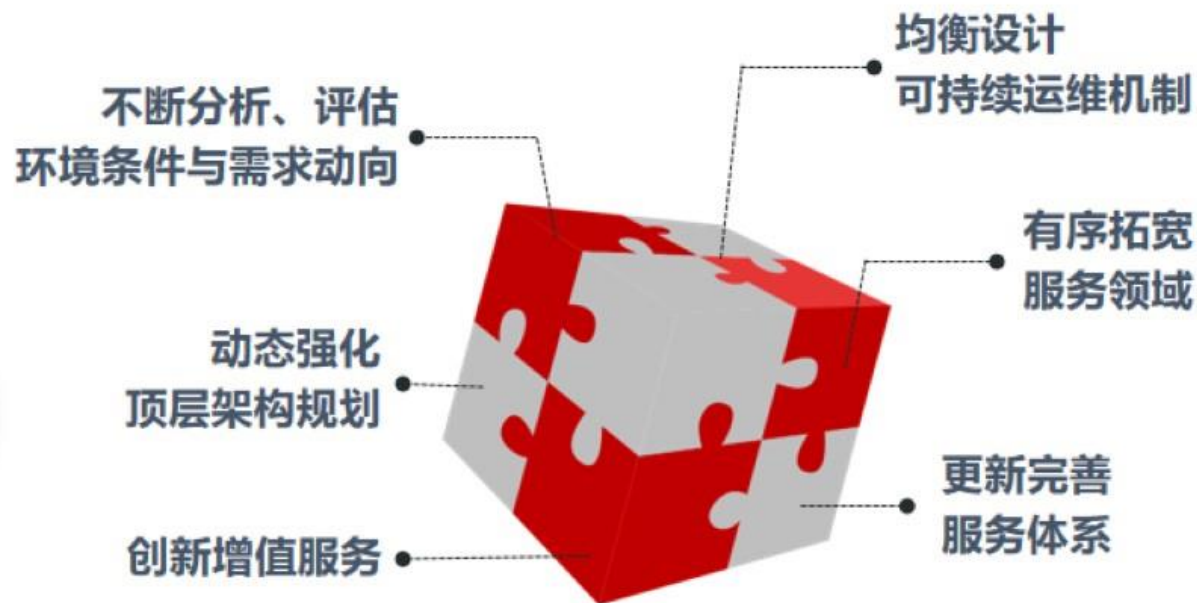 均衡设计
可持续运维机制
不断分析、评估
环境条件与需求动向
有序拓宽
服务领域
动态强化
顶层架构规划
更新完善
服务体系
创新增值服务